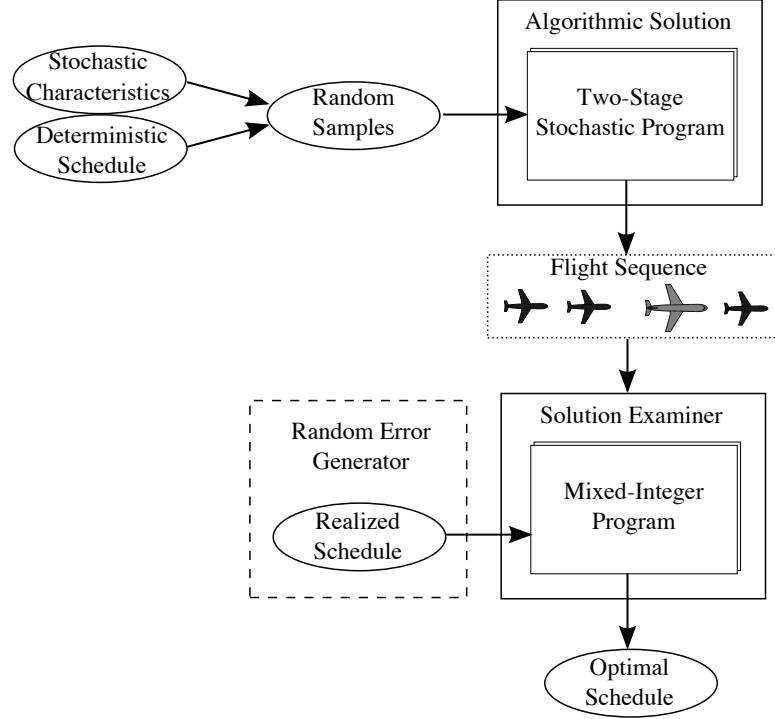 Algorithmic Solution
Stochastic
Characteristics
Deterministic
Schedule
Random
Samples
Two-Stage
Stochastic Program
Flight Sequence
Solution Examiner
Random Error
Generator
Realized
Schedule
Mixed-Integer
Program
Optimal
Schedule